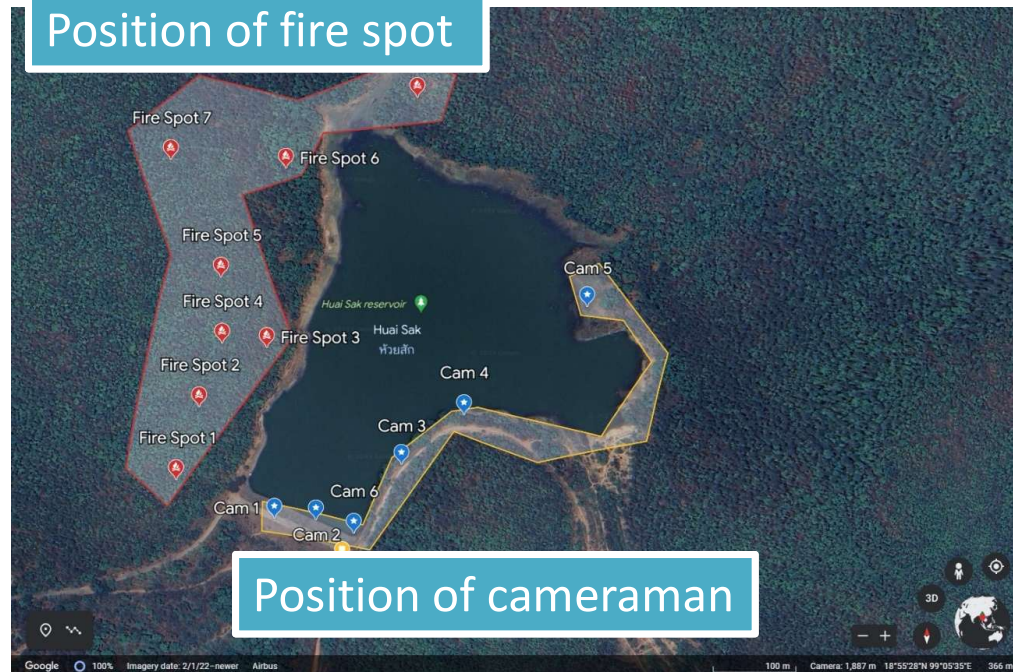 Position of fire spot
Fire Spot 7
Fire Spot 6
Fire Spot 5
Cam 5
Fire Spot 4
Huai Sak reservoir
Huai Sak
Fire Spot 3
ห้วยสัก
Fire Spot 2
Cam 4
Cam 3
Fire Spot 1
Cam 6
Cam 1
Cam 2
Position of cameraman
3D
Google 100% Imagery date: 2/1/22-newer Airbus 100 m Camera: 1,887 m 18°55'28"N 99°05'35"E 366 m